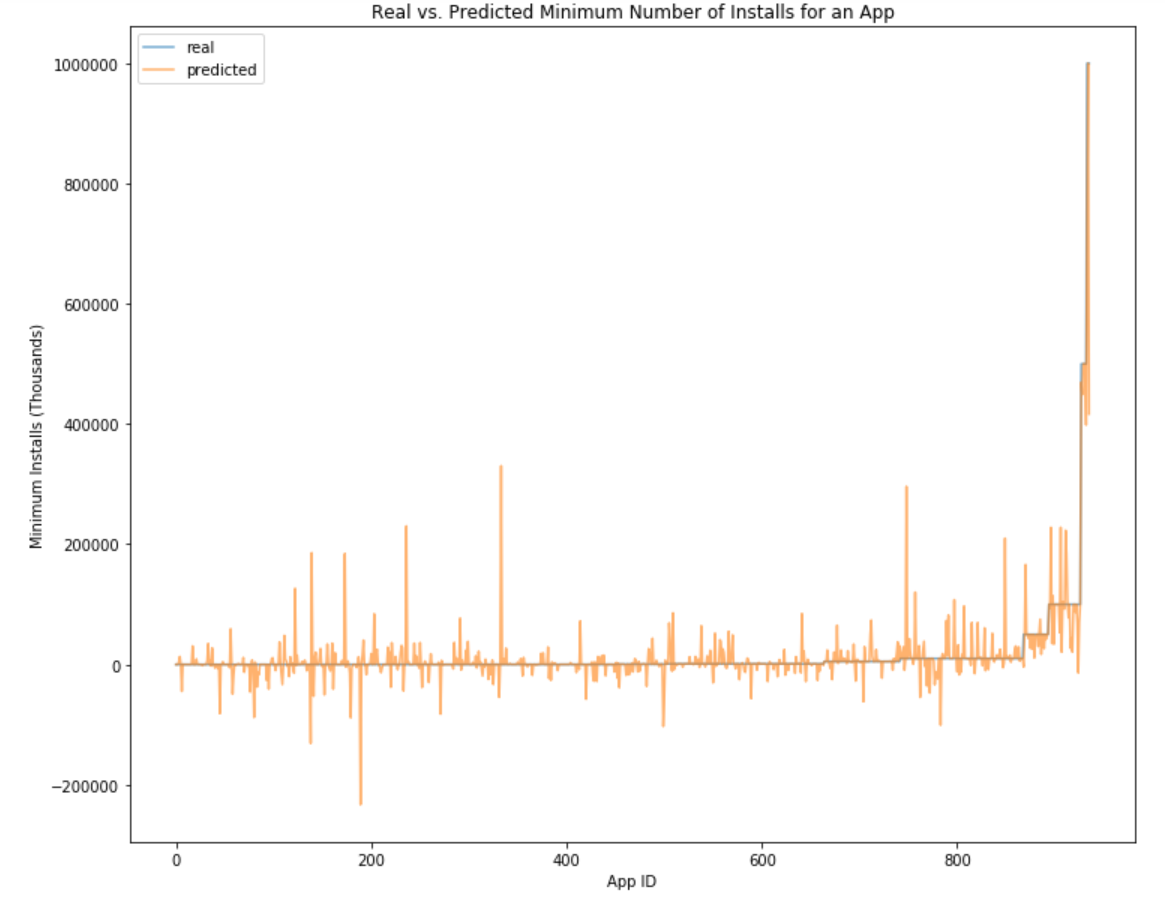 Real vs. Predicted Minimum Number of Installs for an App
real
predicted
1000000
800000
600000
400000
200000
0
−200000
Minimum Installs (Thousands)
0 200 400 600 800
App ID